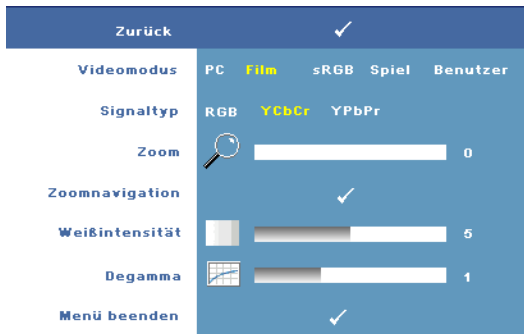 Zurück
Videomodus PC Film sRGB Spiel Benutzer
Signaltyp RGB YCbCr YPbPr
Zoom 0
Zoomnavigation
Weißintensität 5
Degamma 1
Menü beenden